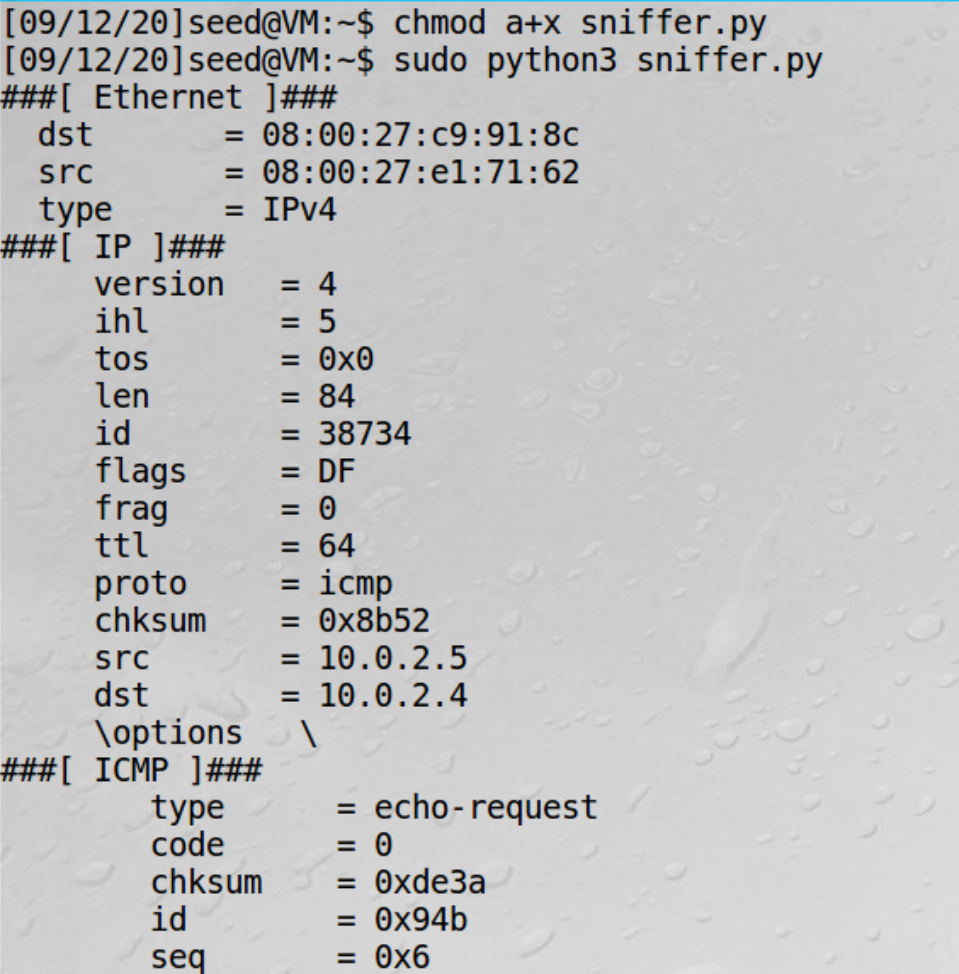 [09/12/20]seed@VM:~$ chmod a+x sniffer.py
[09/12/20]seed@VM:~$ sudo python3 sniffer.py
###[ Ethernet ]###
  dst       = 08:00:27:c9:91:8c
  src       = 08:00:27:e1:71:62
  type      = IPv4
###[ IP ]###
     version   = 4
     ihl       = 5
     tos       = 0x0
     len       = 84
     id        = 38734
     flags     = DF
     frag      = 0
     ttl       = 64
     proto     = icmp
     chksum    = 0x8b52
     src       = 10.0.2.5
     dst       = 10.0.2.4
     \options   \
###[ ICMP ]###
        type      = echo-request
        code      = 0
        chksum    = 0xde3a
        id        = 0x94b
        seq       = 0x6